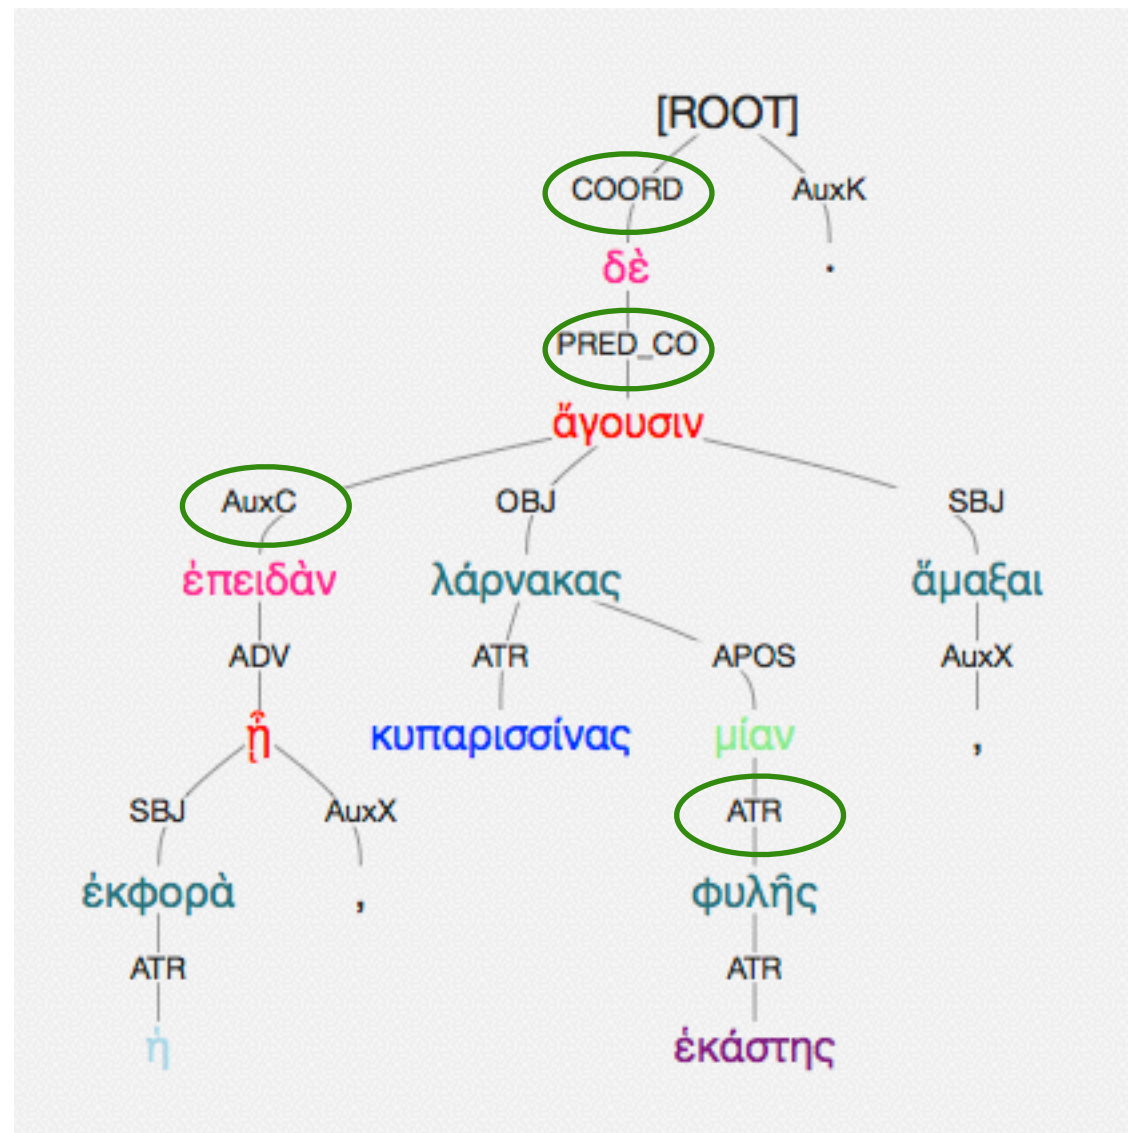 [ROOT]
COORD AuxK
δὲ .
PRED_CO
ἄγουσιν
AuxC OBJ SBJ
ἐπειδὰν λάρνακας ἅμαξαι
ADV ATR APOS AuxX
ᾖ κυπαρισσίνας μίαν ,
SBJ AuxX ATR
ἐκφορὰ , φυλῆς
ATR ATR
ἡ ἑκάστης